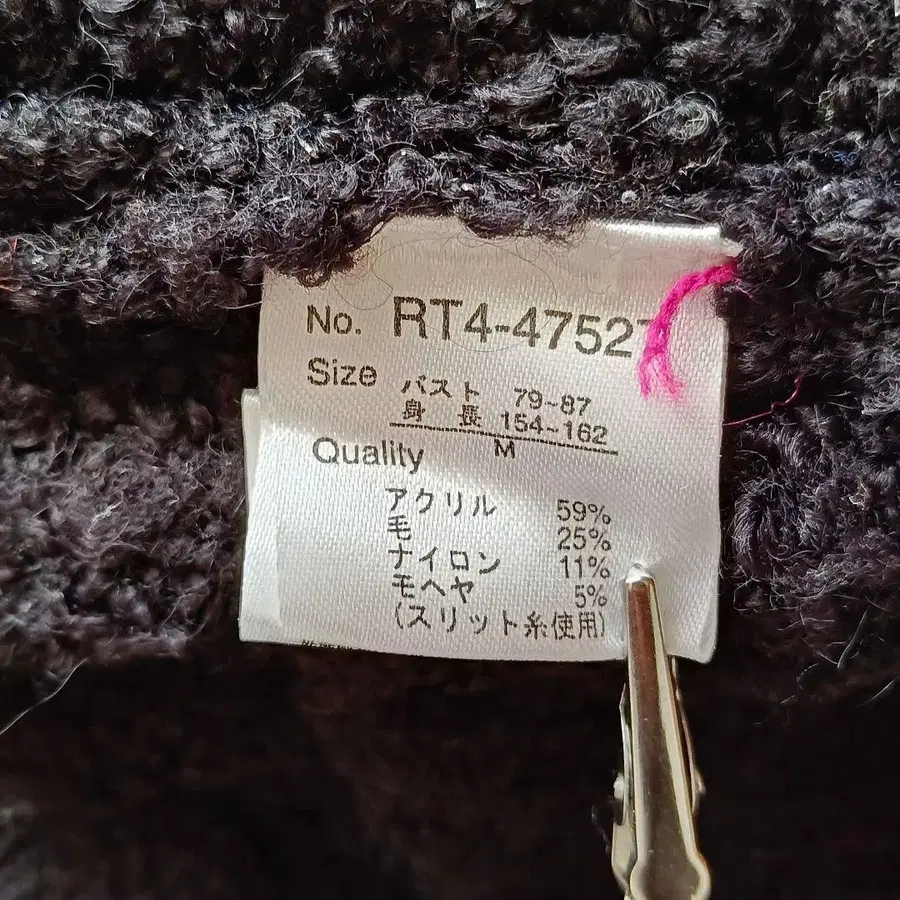 No. RT4-4752
Size
バスト 79~87
身長 154~162
M
Quality
アクリル 59%
毛 25%
ナイロン 11%
モヘヤ 5%
(スリット糸使用)